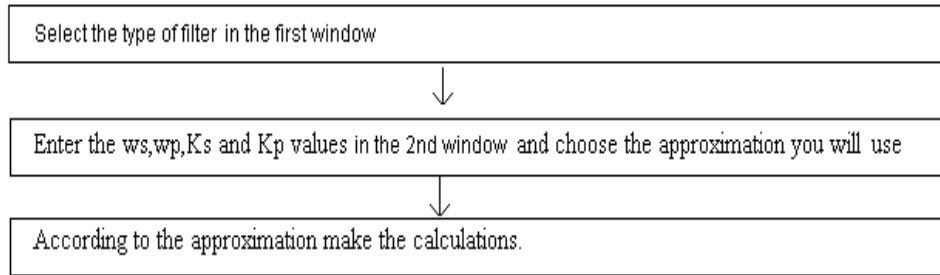 Select the type of filter in the first window
Enter the ws,wp,Ks and Kp values in the 2nd window and choose the approximation you will use
According to the approximation make the calculations.